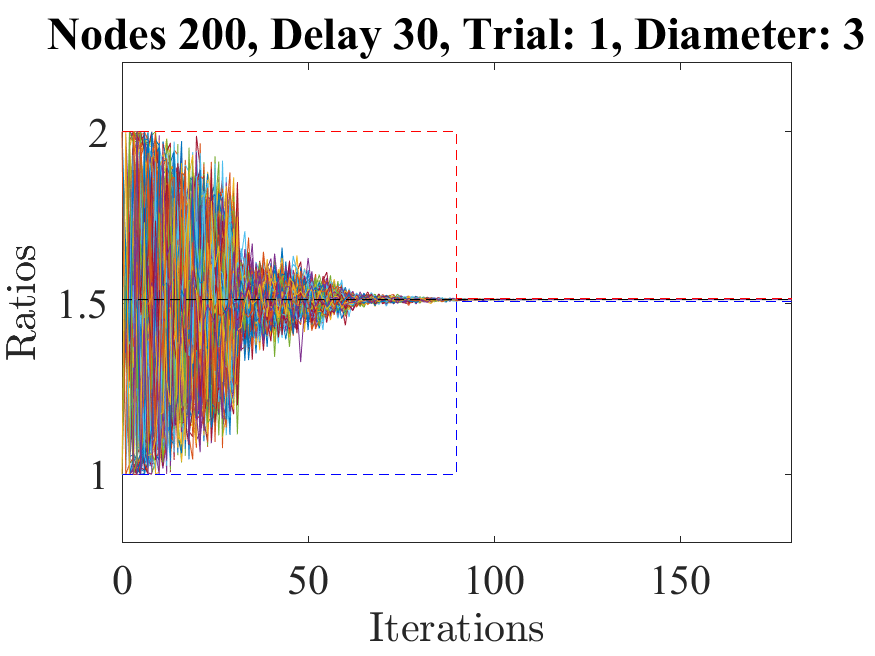 Nodes 200, Delay 30, Trial: 1, Diameter: 3
2
1.5
1
Ratios
0 50 100 150
Iterations